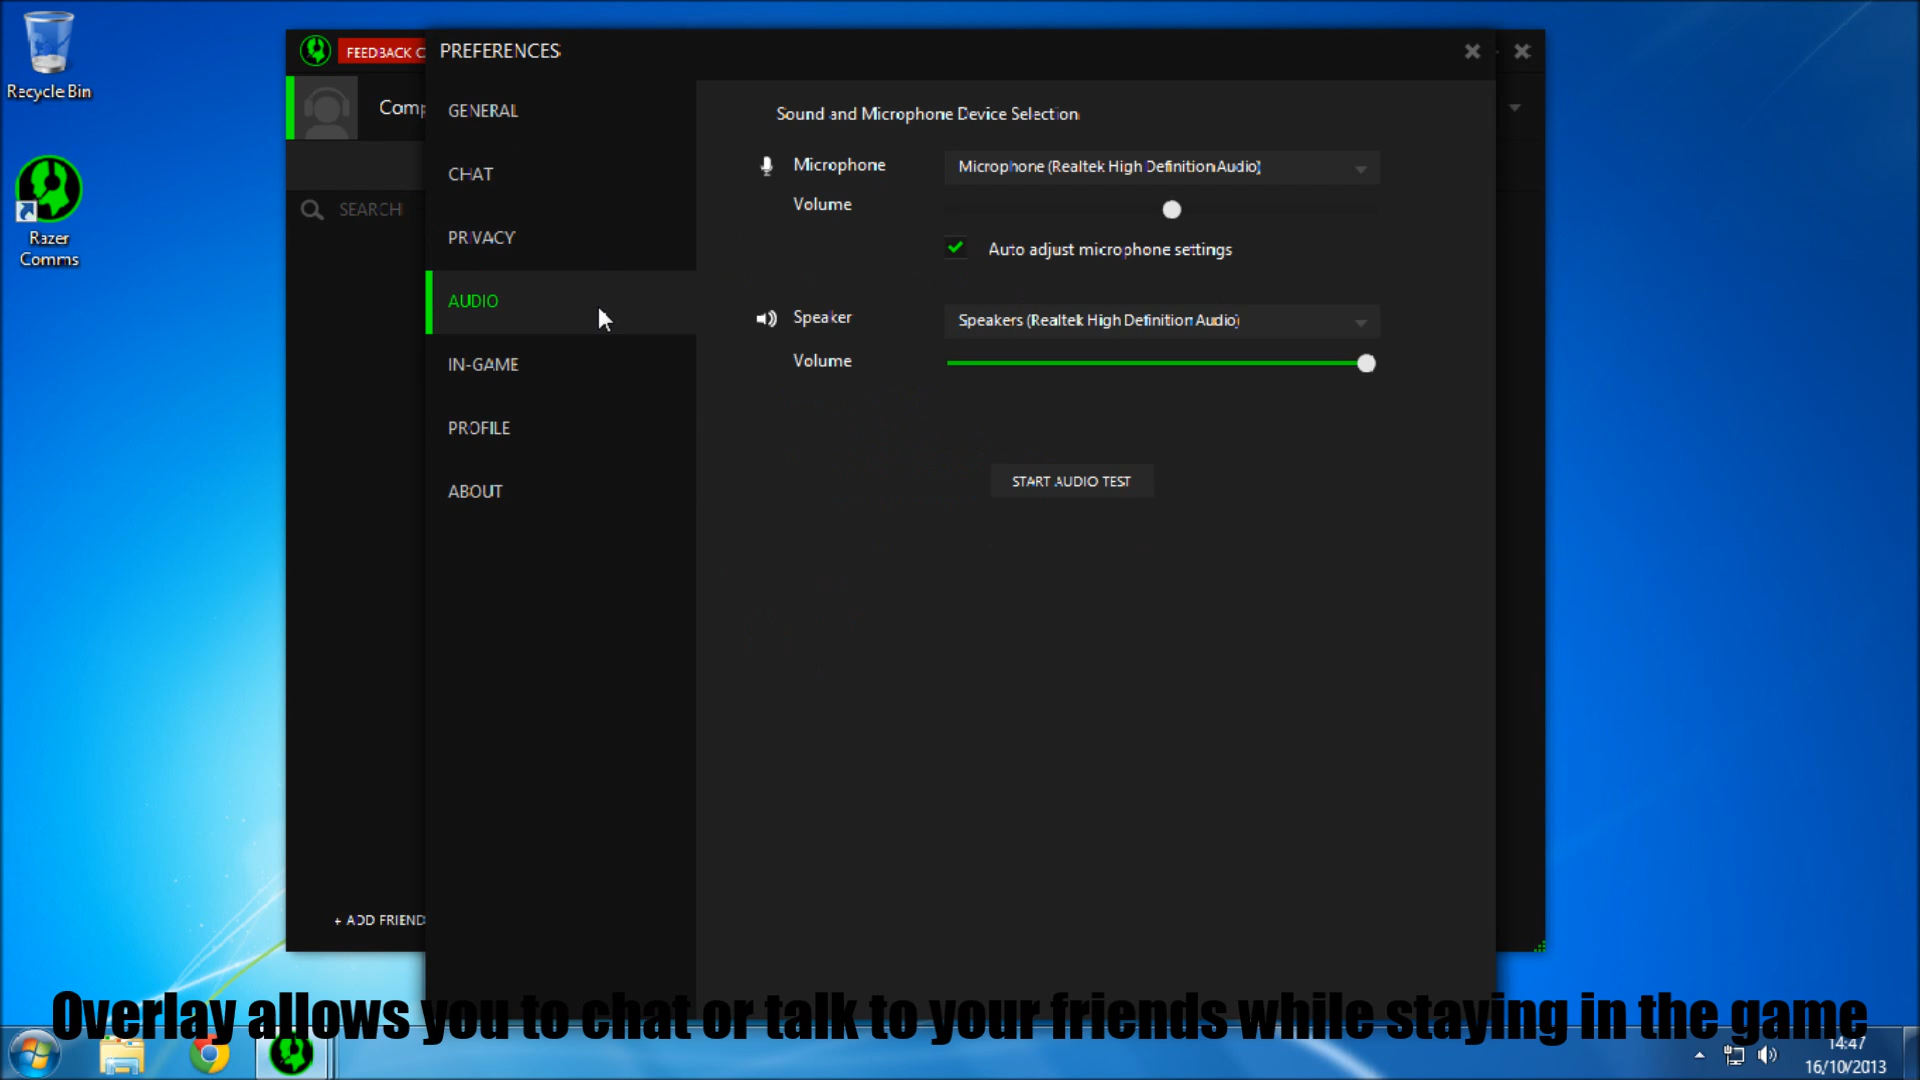 Recycle Bin
Razer
Comms
FEEDBACK C
PREFERENCES
Comp
SEARCH
+ ADD FRIEND
GENERAL
CHAT
PRIVACY
AUDIO
IN-GAME
PROFILE
ABOUT
Sound and Microphone Device Selection
Microphone
Microphone (Realtek High Definition Audio)
Volume
Auto adjust microphone settings
Speaker
Speakers (Realtek High Definition Audio)
Volume
START AUDIO TEST
Overlay allows you to chat or talk to your friends while staying in the game
14:47
16/10/2013